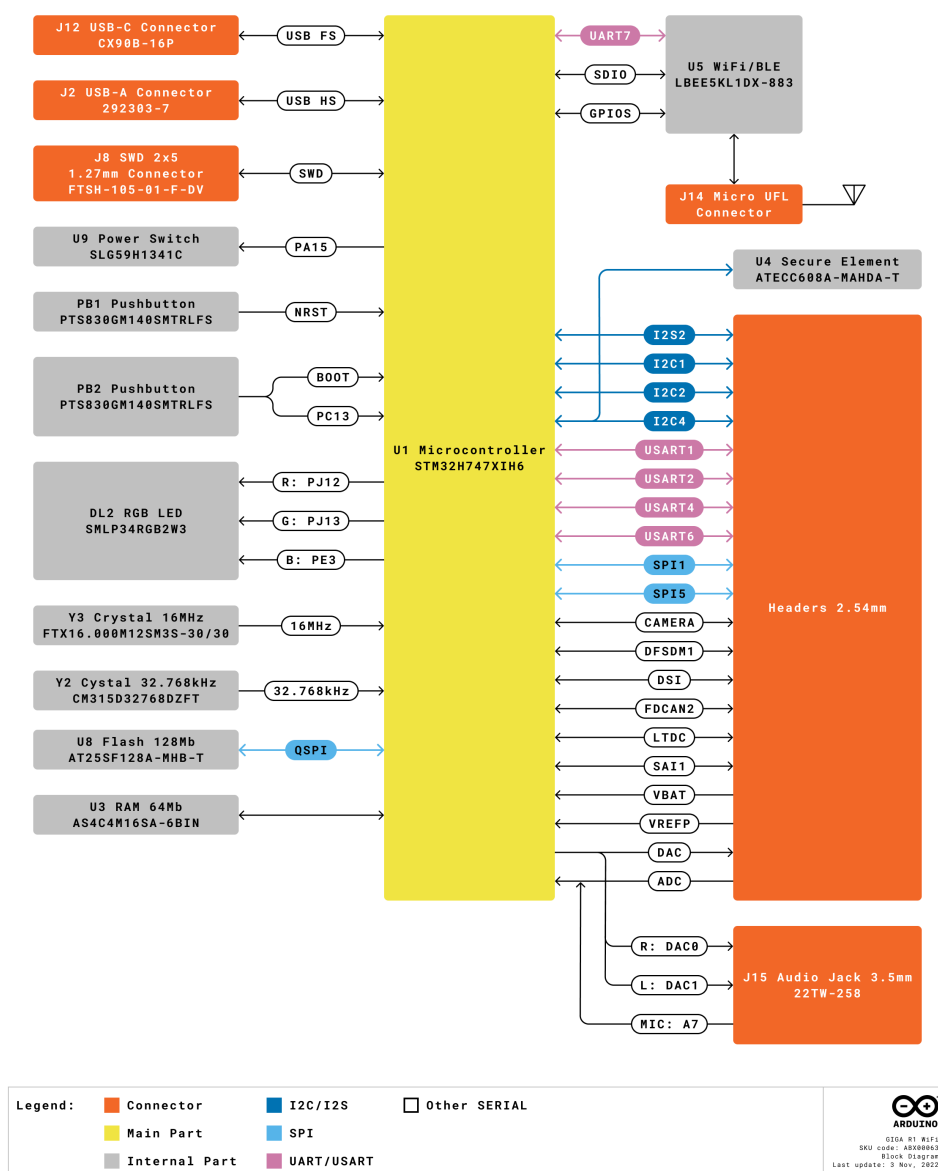 J12 USB-C Connector
CX90B-16P
USB FS
J2 USB-A Connector
292303-7
USB HS
J8 SWD 2x5
1.27mm Connector
FTSH-105-01-F-DV
SWD
U9 Power Switch
SLG59H1341C
PA15
PB1 Pushbutton
PTS830GM140SMTRLFS
NRST
PB2 Pushbutton
PTS830GM140SMTRLFS
BOOT
PC13
DL2 RGB LED
SMLP34RGB2W3
R: PJ12
G: PJ13
B: PE3
Y3 Crystal 16MHz
FTX16.000M12SM3S-30/30
16MHz
Y2 Cystal 32.768kHz
CM315D32768DZFT
32.768kHz
U8 Flash 128Mb
AT25SF128A-MHB-T
QSPI
U3 RAM 64Mb
AS4C4M16SA-6BIN
U1 Microcontroller
STM32H747XIH6
UART7
SDIO
GPIOS
U5 WiFi/BLE
LBEE5KL1DX-883
J14 Micro UFL
Connector
U4 Secure Element
ATECC608A-MAHDA-T
I2S2
I2C1
I2C2
I2C4
USART1
USART2
USART4
USART6
SPI1
SPI5
CAMERA
DFSDM1
DSI
FDCAN2
LTDC
SAI1
VBAT
VREFP
DAC
ADC
Headers 2.54mm
R: DAC0
L: DAC1
MIC: A7
J15 Audio Jack 3.5mm
22TW-258
Legend:
Connector
Main Part
Internal Part
I2C/I2S
SPI
UART/USART
Other SERIAL
ARDUINO
GIGA R1 WiFi
SKU code: ABX00063
Block Diagram
Last update: 3 Nov, 2022